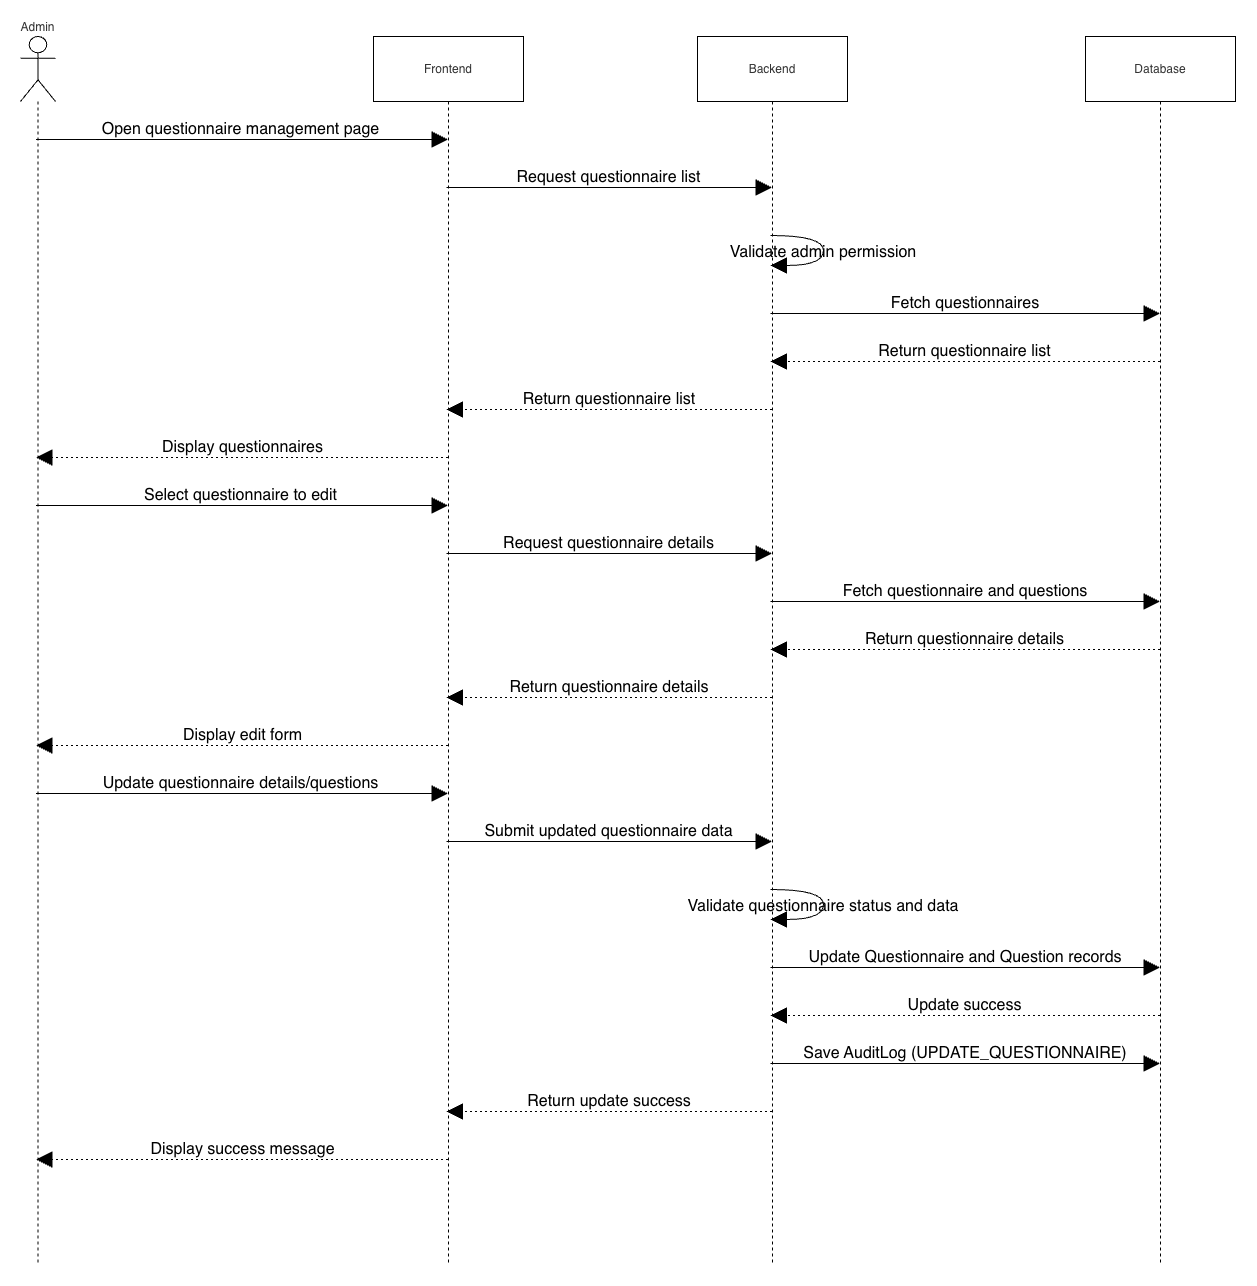 Admin
Frontend
Backend
Database
Open questionnaire management page
Request questionnaire list
Validate admin permission
Fetch questionnaires
Return questionnaire list
Return questionnaire list
Display questionnaires
Select questionnaire to edit
Request questionnaire details
Fetch questionnaire and questions
Return questionnaire details
Return questionnaire details
Display edit form
Update questionnaire details/questions
Submit updated questionnaire data
Validate questionnaire status and data
Update Questionnaire and Question records
Update success
Save AuditLog (UPDATE_QUESTIONNAIRE)
Return update success
Display success message